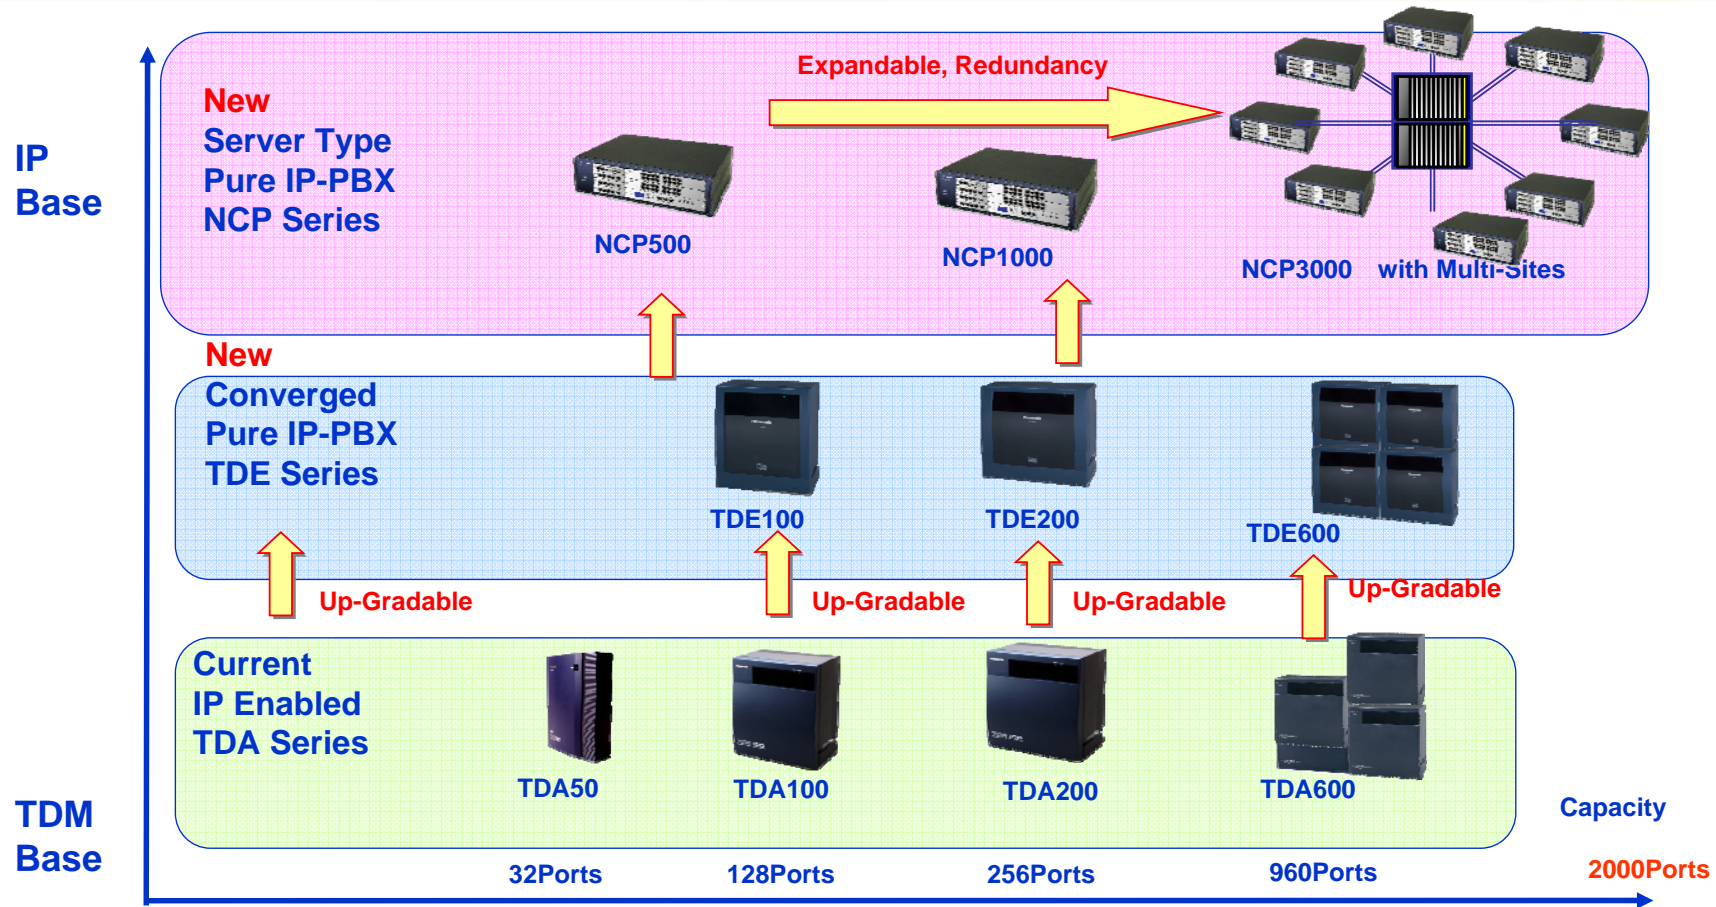 Expandable, Redundancy
New
Server Type
Pure IP-PBX
NCP Series
IP
Base
NCP500
NCP1000
NCP3000 with Multi-Sites
New
Converged
Pure IP-PBX
TDE Series
TDE100
TDE200
TDE600
Up-Gradable
Up-Gradable
Up-Gradable
Up-Gradable
Current
IP Enabled
TDA Series
TDA50
TDA100
TDA200
TDA600
TDM
Base
Capacity
32Ports
128Ports
256Ports
960Ports
2000Ports